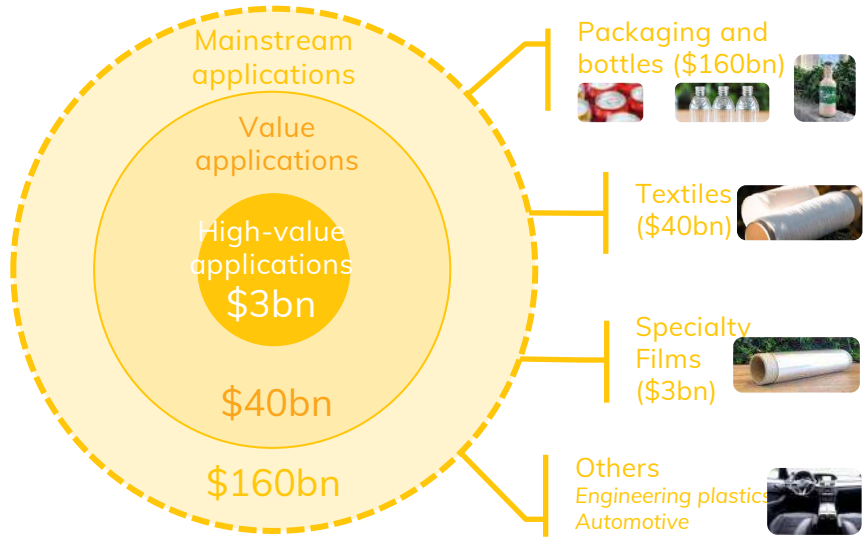 Mainstream
applications
Value
applications
High-value
applications
$3bn
$40bn
$160bn
Packaging and
bottles ($160bn)
Textiles
($40bn)
Specialty
Films
($3bn)
Others
Engineering plastics
Automotive